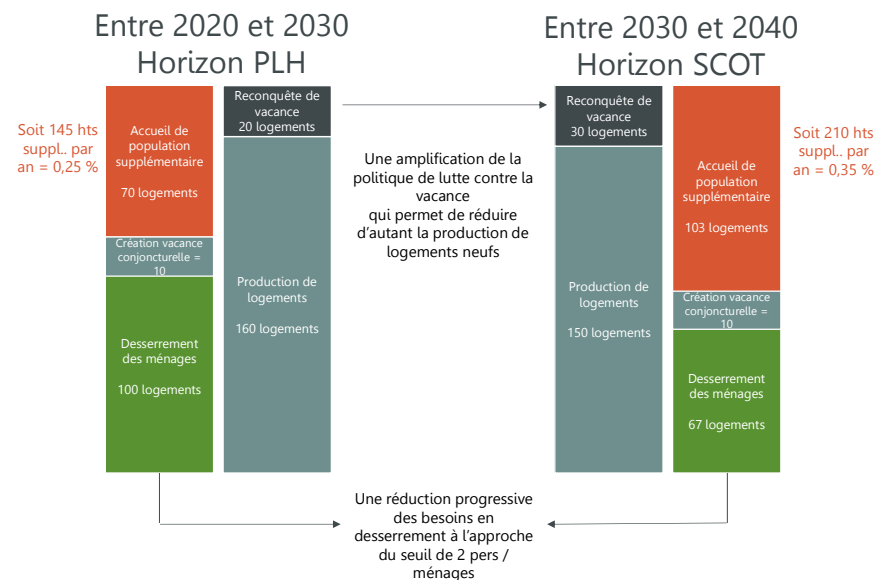 Entre 2020 et 2030
Horizon PLH
Entre 2030 et 2040
Horizon SCOT
Soit 145 hts
suppl.. par
an = 0,25 %
Accueil de
population
supplémentaire
70 logements
Création vacance
conjoncturelle =
10
Desserrement
des ménages
100 logements
Reconquête de
vacance
20 logements
Production de
logements
160 logements
Une amplification de la
politique de lutte contre la
vacance
qui permet de réduire
d'autant la production de
logements neufs
Reconquête de
vacance
30 logements
Production de
logements
150 logements
Accueil de
population
supplémentaire
103 logements
Création vacance
conjoncturelle =
10
Desserrement
des ménages
67 logements
Soit 210 hts
suppl.. par
an = 0,35 %
Une réduction progressive
des besoins en
desserrement à l'approche
du seuil de 2 pers /
ménages